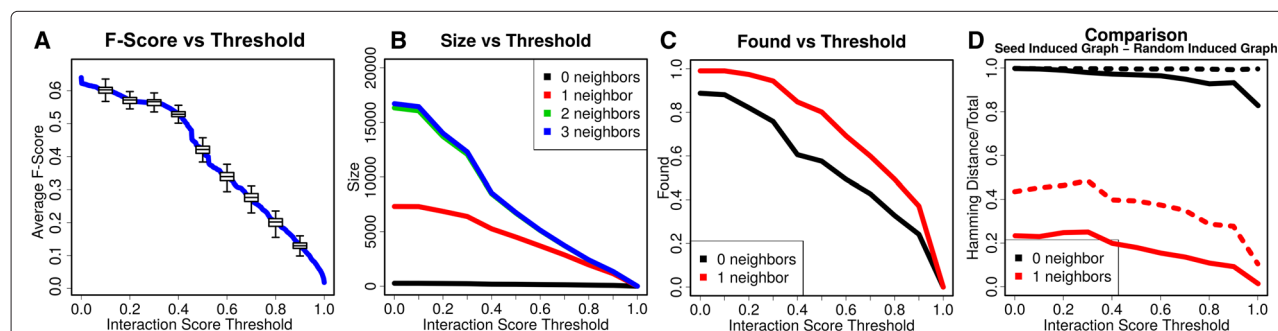 A
F-Score vs Threshold
Average F-Score
0.0 0.1 0.2 0.3 0.4 0.5 0.6
0.0 0.2 0.4 0.6 0.8 1.0
Interaction Score Threshold
B
Size vs Threshold
Size
0 5000 10000 15000 20000
0 neighbors
1 neighbor
2 neighbors
3 neighbors
0.0 0.2 0.4 0.6 0.8 1.0
Interaction Score Threshold
C
Found vs Threshold
Found
0.0 0.2 0.4 0.6 0.8 1.0
0 neighbors
1 neighbor
0.0 0.2 0.4 0.6 0.8 1.0
Interaction Score Threshold
D
Comparison
Seed Induced Graph – Random Induced Graph
Hamming Distance/Total
0.0 0.2 0.4 0.6 0.8 1.0
0 neighbor
1 neighbors
0.0 0.2 0.4 0.6 0.8 1.0
Interaction Score Threshold